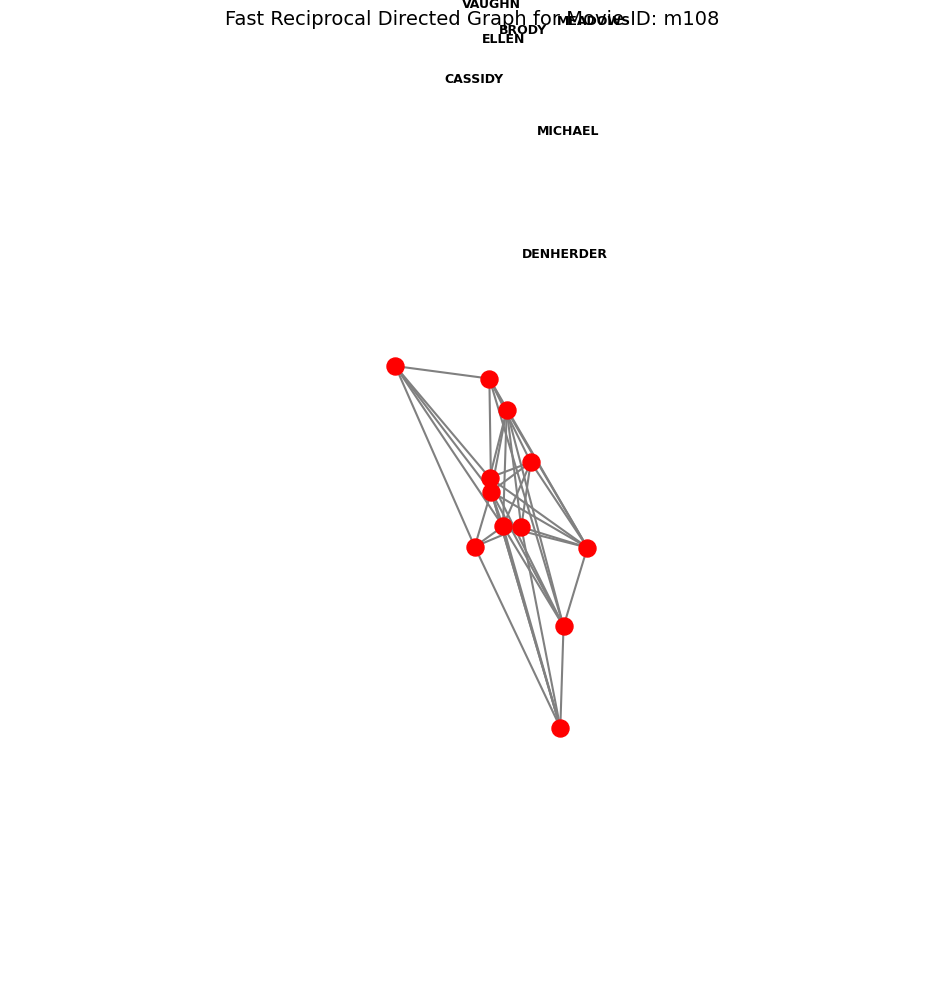 VAUGHN
Fast Reciprocal Directed Graph for Movie ID: m108
MEADOWS
BRODY
ELLEN
CASSIDY
MICHAEL
DENHERDER